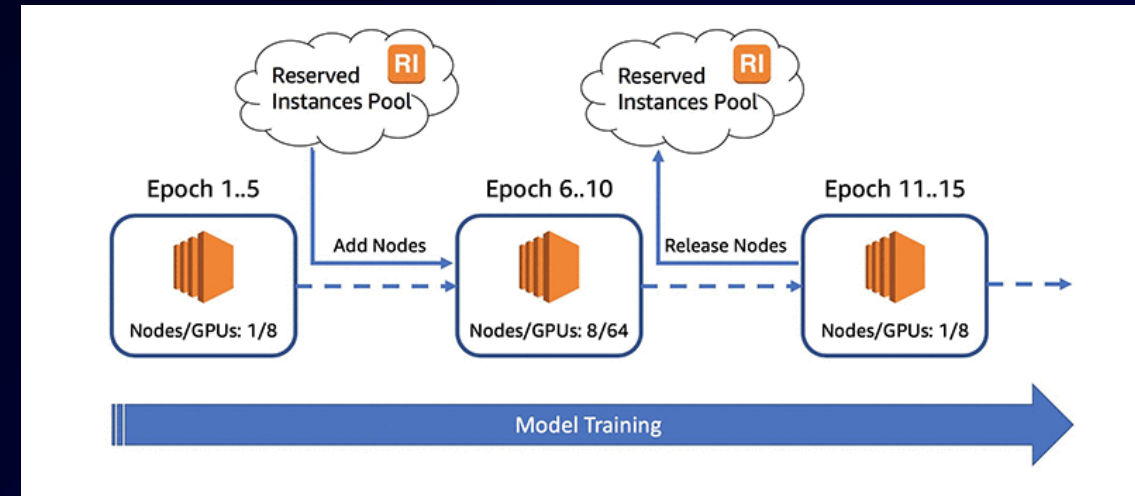 Reserved
Instances Pool
RI
Reserved
Instances Pool
RI
Epoch 1..5
Epoch 6..10
Epoch 11..15
Add Nodes
Release Nodes
Nodes/GPUs: 1/8
Nodes/GPUs: 8/64
Nodes/GPUs: 1/8
Model Training